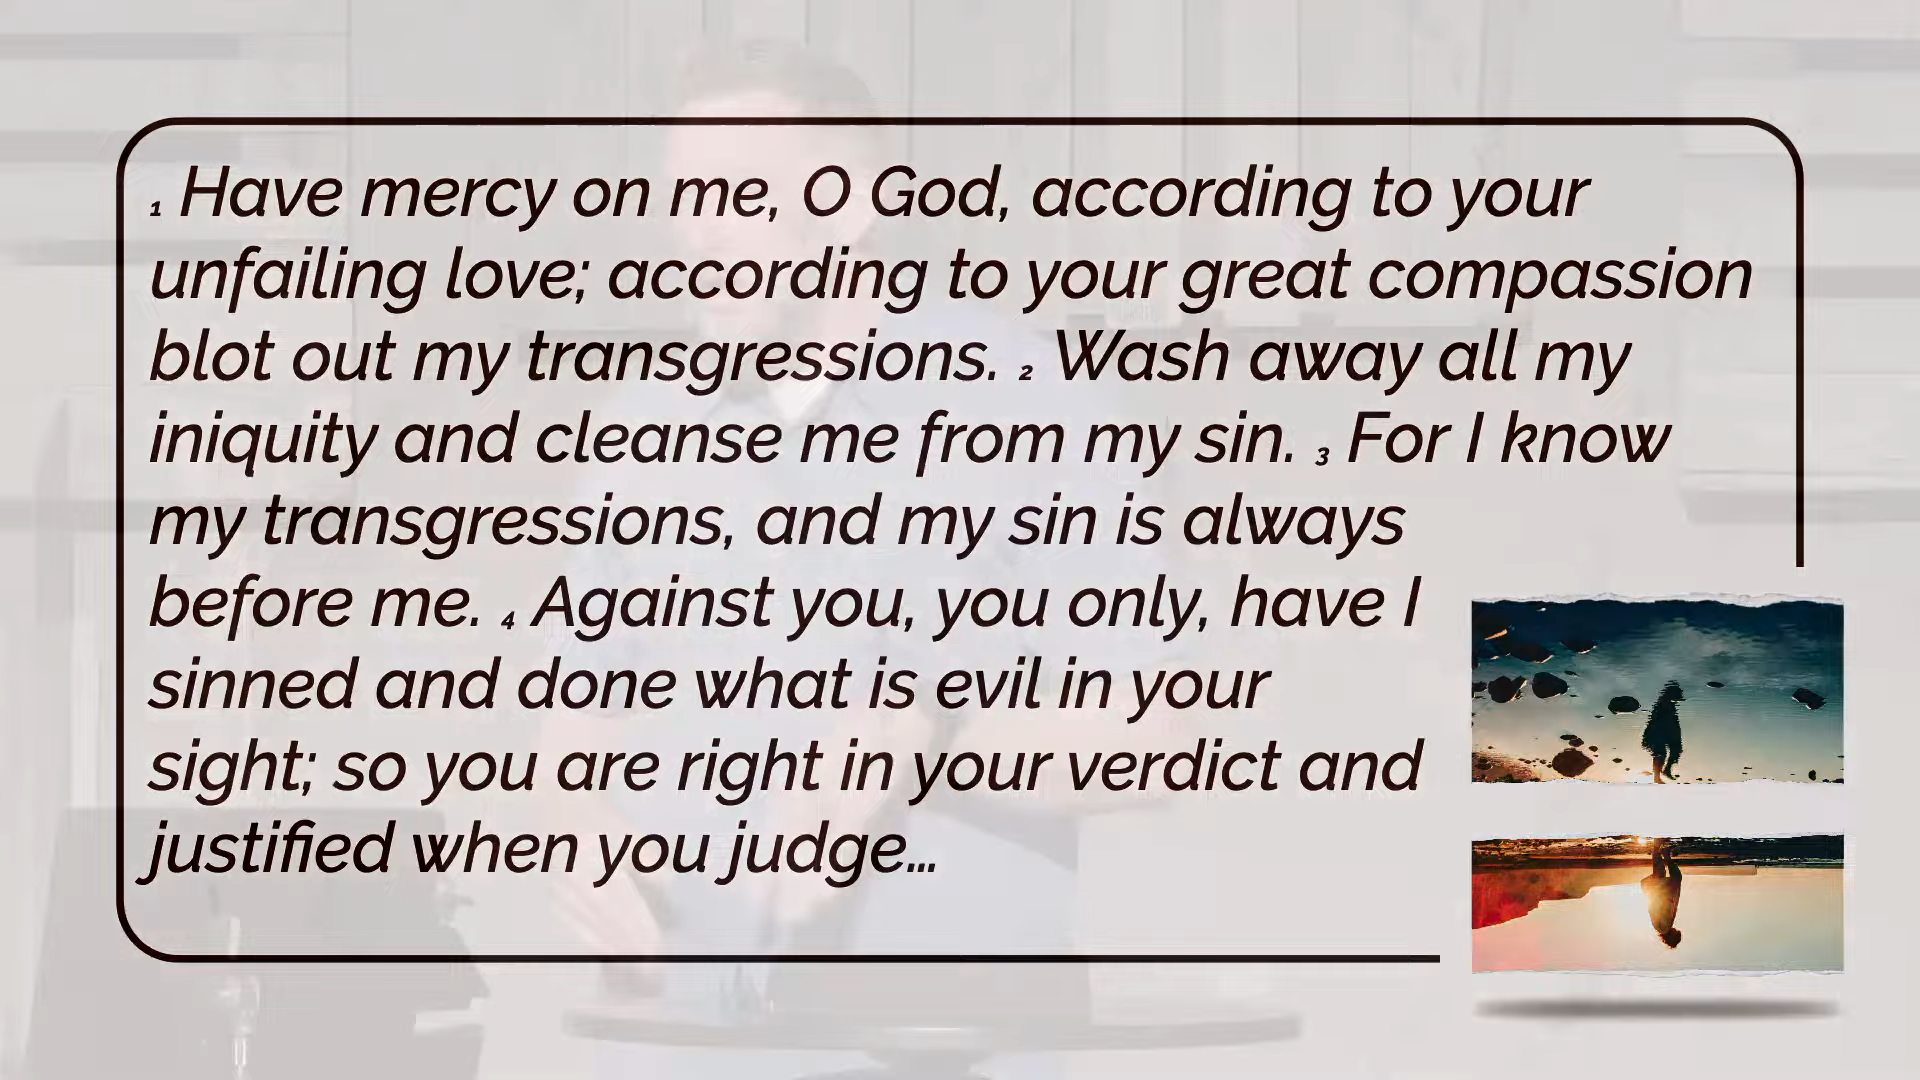 1 Have mercy on me, O God, according to your
unfailing love; according to your great compassion
blot out my transgressions. 2 Wash away all my
iniquity and cleanse me from my sin. 3 For I know
my transgressions, and my sin is always
before me. 4 Against you, you only, have I
sinned and done what is evil in your
sight; so you are right in your verdict and
justified when you judge…